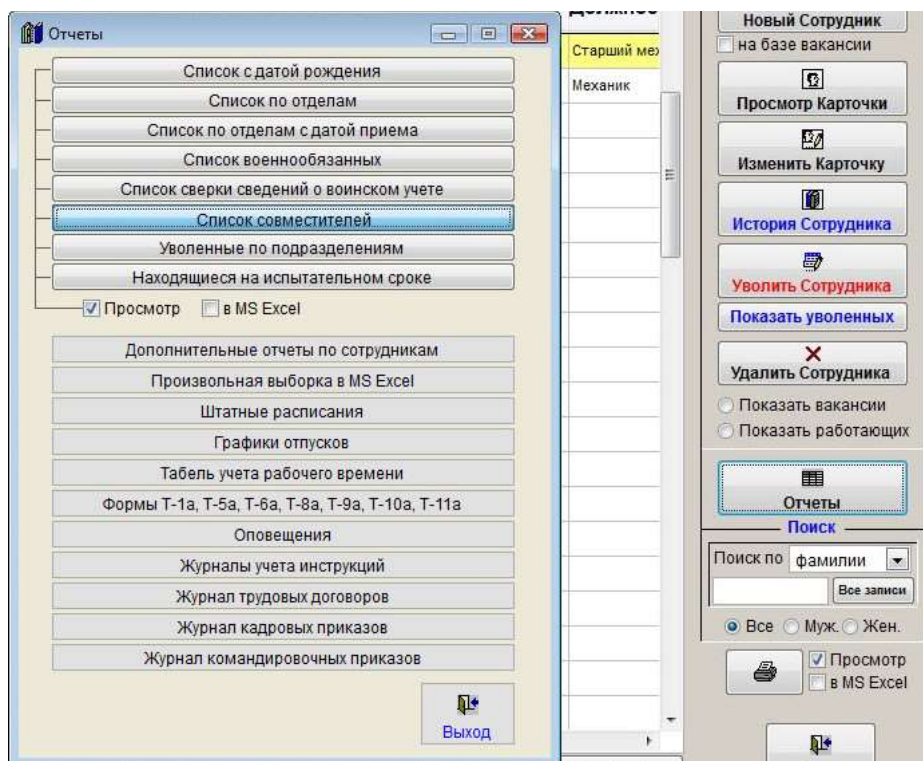 Отчеты
Список с датой рождения
Список по отделам
Список по отделам с датой приема
Список военнообязанных
Список сверки сведений о воинском учете
Список совместителей
Уволенные по подразделениям
Находящиеся на испытательном сроке
Просмотр в MS Excel
Дополнительные отчеты по сотрудникам
Произвольная выборка в MS Excel
Штатные расписания
Графики отпусков
Табель учета рабочего времени
Формы Т-1а, Т-5а, Т-6а, Т-8а, Т-9а, Т-10а, Т-11а
Оповещения
Журналы учета инструкций
Журнал трудовых договоров
Журнал кадровых приказов
Журнал командировочных приказов
Выход
Старший
Механик
Новый Сотрудник
на базе вакансии
Просмотр Карточки
Изменить Карточку
История Сотрудника
Уволить Сотрудника
Показать уволенных
Удалить Сотрудника
Показать вакансии
Показать работающих
Отчеты
Поиск
Поиск по фамилии
Все записи
Все Муж. Жен.
Просмотр
в MS Excel